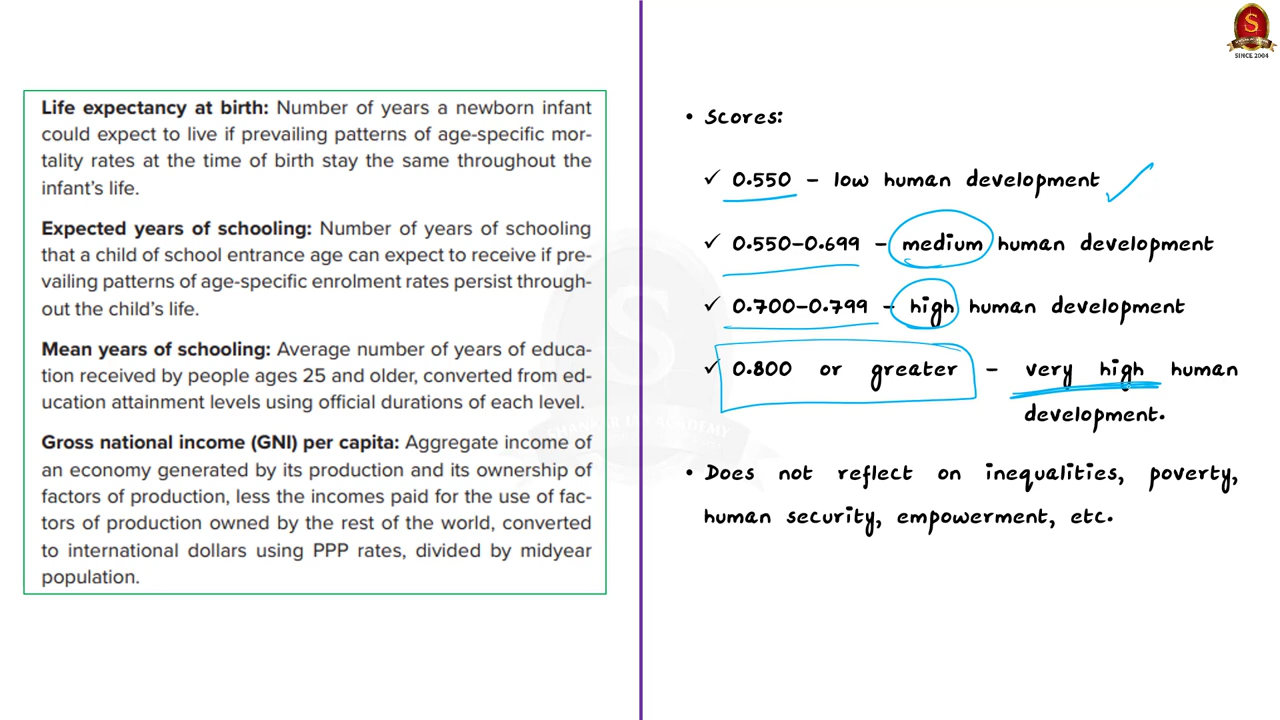 SINCE 2004
Life expectancy at birth: Number of years a newborn infant
could expect to live if prevailing patterns of age-specific mor-
tality rates at the time of birth stay the same throughout the
infant's life.
Expected years of schooling: Number of years of schooling
that a child of school entrance age can expect to receive if pre-
vailing patterns of age-specific enrolment rates persist through-
out the child's life.
Mean years of schooling: Average number of years of educa-
tion received by people ages 25 and older, converted from ed-
ucation attainment levels using official durations of each level.
Gross national income (GNI) per capita: Aggregate income of
an economy generated by its production and its ownership of
factors of production, less the incomes paid for the use of fac-
tors of production owned by the rest of the world, converted
to international dollars using PPP rates, divided by midyear
population.
• Scores:
✓ 0.550 – low human development
✓ 0.550-0.699 – medium human development
✓ 0.700-0.799 – high human development
✓ 0.800 or greater – very high human
development.
• Does not reflect on inequalities, poverty,
human security, empowerment, etc.